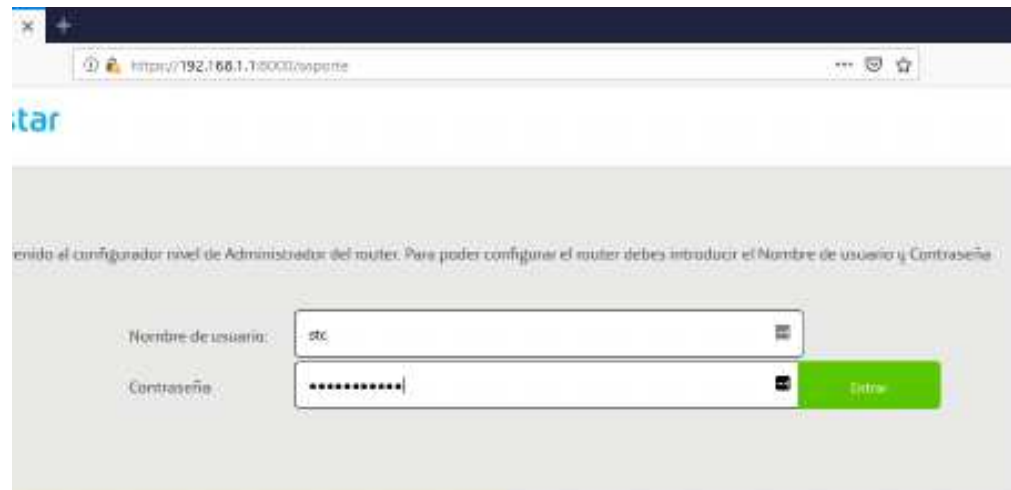 https://192.168.1.1:8000/soporte
star
enido al configurador nivel de Administrador del router. Para poder configurar el router debes introducir el Nombre de usuario y Contraseña
Nombre de usuario: stc
Contraseña •••••••••••
Entrar